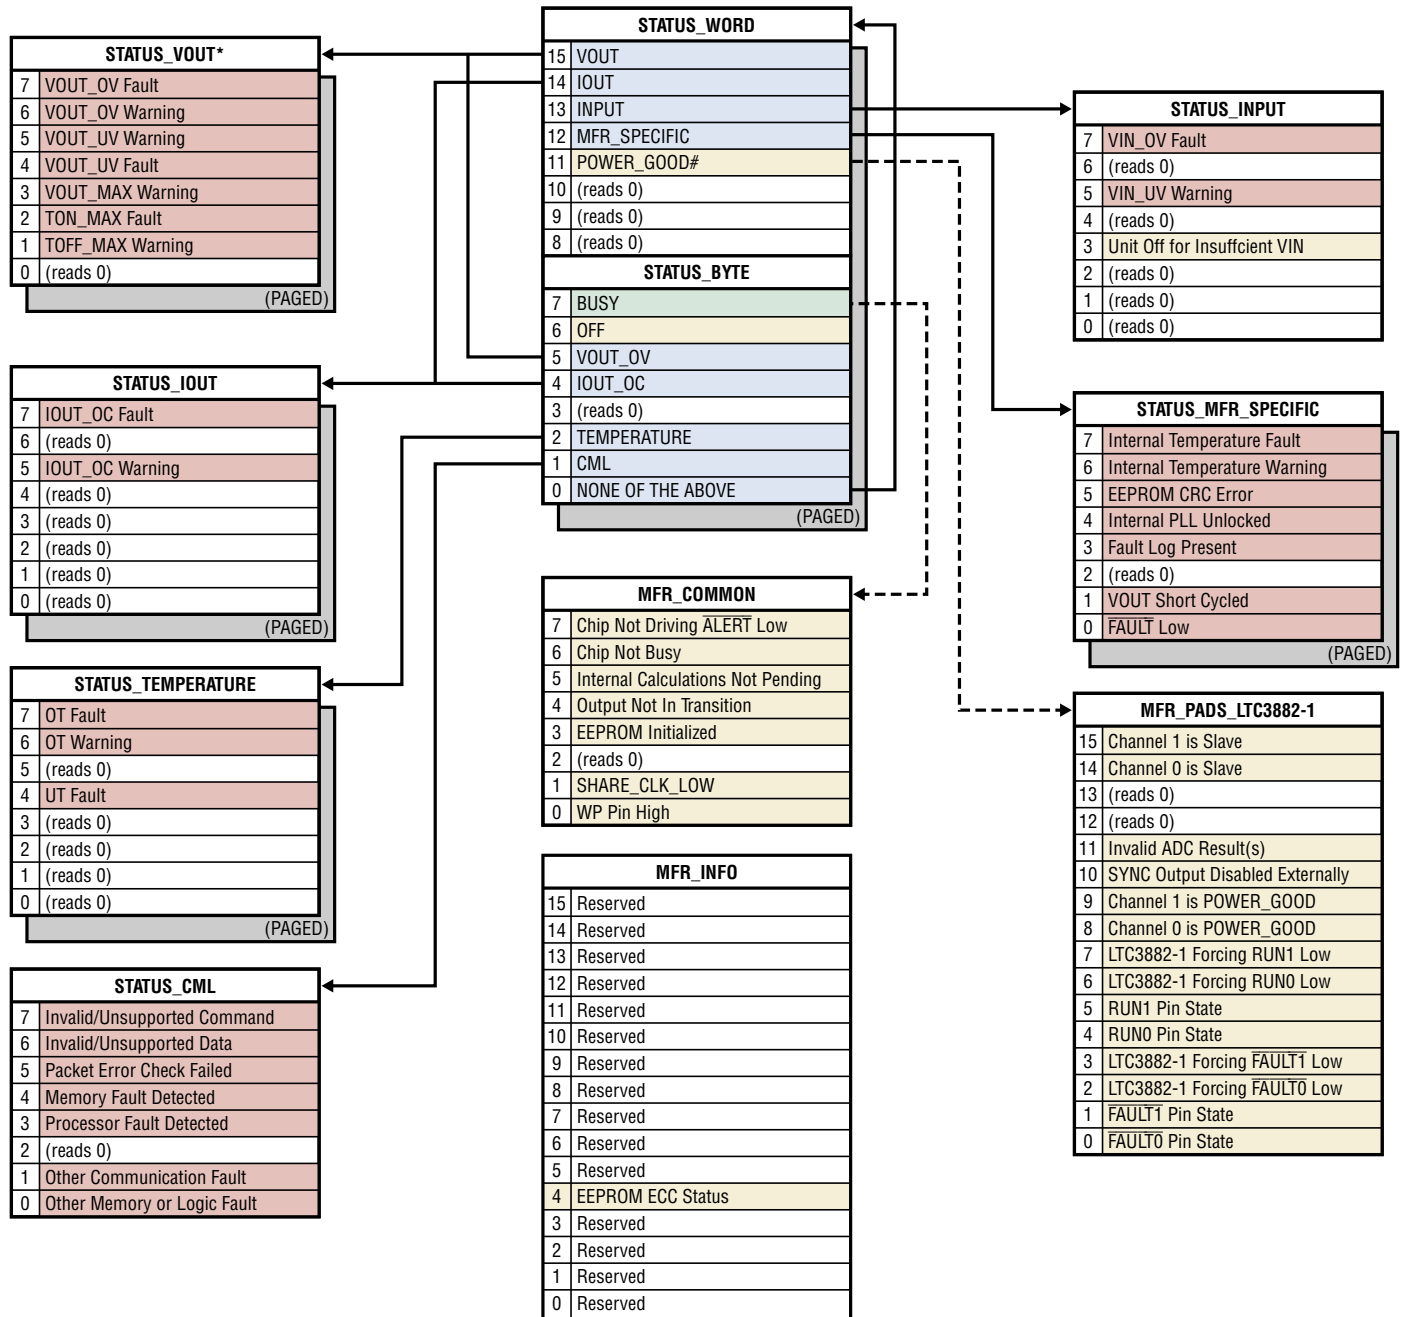 STATUS_VOUT*
7 VOUT_OV Fault
6 VOUT_OV Warning
5 VOUT_UV Warning
4 VOUT_UV Fault
3 VOUT_MAX Warning
2 TON_MAX Fault
1 TOFF_MAX Warning
0 (reads 0)
(PAGED)
STATUS_IOUT
7 IOUT_OC Fault
6 (reads 0)
5 IOUT_OC Warning
4 (reads 0)
3 (reads 0)
2 (reads 0)
1 (reads 0)
0 (reads 0)
(PAGED)
STATUS_TEMPERATURE
7 OT Fault
6 OT Warning
5 (reads 0)
4 UT Fault
3 (reads 0)
2 (reads 0)
1 (reads 0)
0 (reads 0)
(PAGED)
STATUS_CML
7 Invalid/Unsupported Command
6 Invalid/Unsupported Data
5 Packet Error Check Failed
4 Memory Fault Detected
3 Processor Fault Detected
2 (reads 0)
1 Other Communication Fault
0 Other Memory or Logic Fault
STATUS_WORD
15 VOUT
14 IOUT
13 INPUT
12 MFR_SPECIFIC
11 POWER_GOOD#
10 (reads 0)
9 (reads 0)
8 (reads 0)
STATUS_BYTE
7 BUSY
6 OFF
5 VOUT_OV
4 IOUT_OC
3 (reads 0)
2 TEMPERATURE
1 CML
0 NONE OF THE ABOVE
(PAGED)
MFR_COMMON
7 Chip Not Driving ALERT Low
6 Chip Not Busy
5 Internal Calculations Not Pending
4 Output Not In Transition
3 EEPROM Initialized
2 (reads 0)
1 SHARE_CLK_LOW
0 WP Pin High
MFR_INFO
15 Reserved
14 Reserved
13 Reserved
12 Reserved
11 Reserved
10 Reserved
9 Reserved
8 Reserved
7 Reserved
6 Reserved
5 Reserved
4 EEPROM ECC Status
3 Reserved
2 Reserved
1 Reserved
0 Reserved
STATUS_INPUT
7 VIN_OV Fault
6 (reads 0)
5 VIN_UV Warning
4 (reads 0)
3 Unit Off for Insuffcient VIN
2 (reads 0)
1 (reads 0)
0 (reads 0)
STATUS_MFR_SPECIFIC
7 Internal Temperature Fault
6 Internal Temperature Warning
5 EEPROM CRC Error
4 Internal PLL Unlocked
3 Fault Log Present
2 (reads 0)
1 VOUT Short Cycled
0 FAULT Low
(PAGED)
MFR_PADS_LTC3882-1
15 Channel 1 is Slave
14 Channel 0 is Slave
13 (reads 0)
12 (reads 0)
11 Invalid ADC Result(s)
10 SYNC Output Disabled Externally
9 Channel 1 is POWER_GOOD
8 Channel 0 is POWER_GOOD
7 LTC3882-1 Forcing RUN1 Low
6 LTC3882-1 Forcing RUN0 Low
5 RUN1 Pin State
4 RUN0 Pin State
3 LTC3882-1 Forcing FAULT1 Low
2 LTC3882-1 Forcing FAULT0 Low
1 FAULT1 Pin State
0 FAULT0 Pin State